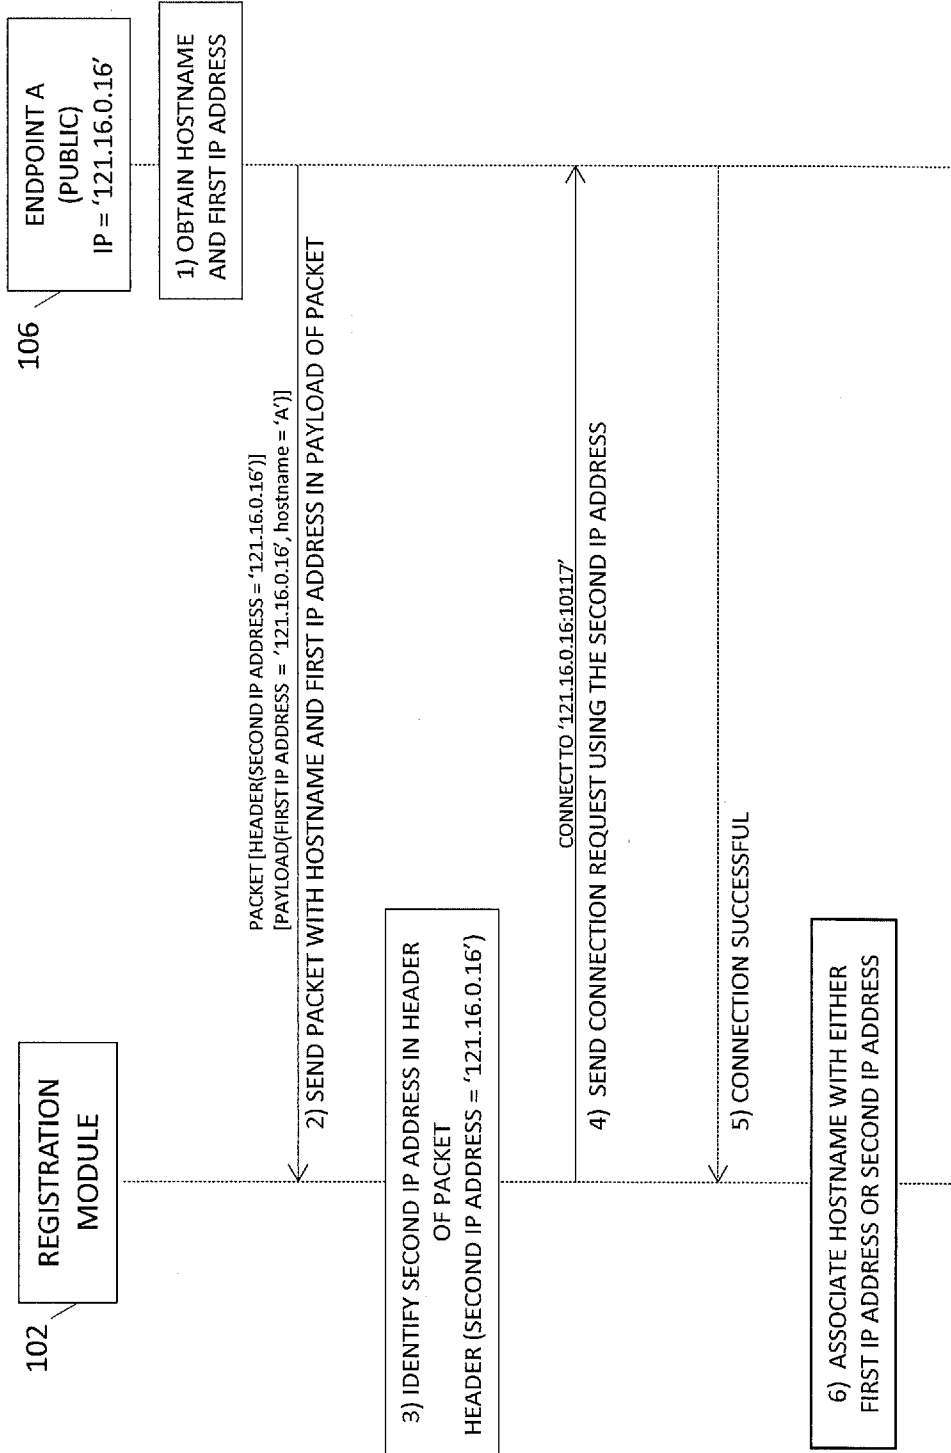 102
REGISTRATION
MODULE
106
ENDPOINT A
(PUBLIC)
IP = '121.16.0.16'
1) OBTAIN HOSTNAME
AND FIRST IP ADDRESS
PACKET [HEADER(SECOND IP ADDRESS = '121.16.0.16')]
[PAYLOAD(FIRST IP ADDRESS = '121.16.0.16', hostname = 'A')]
2) SEND PACKET WITH HOSTNAME AND FIRST IP ADDRESS IN PAYLOAD OF PACKET
3) IDENTIFY SECOND IP ADDRESS IN HEADER
OF PACKET
HEADER (SECOND IP ADDRESS = '121.16.0.16')
CONNECT TO '121.16.0.16:10117'
4) SEND CONNECTION REQUEST USING THE SECOND IP ADDRESS
5) CONNECTION SUCCESSFUL
6) ASSOCIATE HOSTNAME WITH EITHER
FIRST IP ADDRESS OR SECOND IP ADDRESS